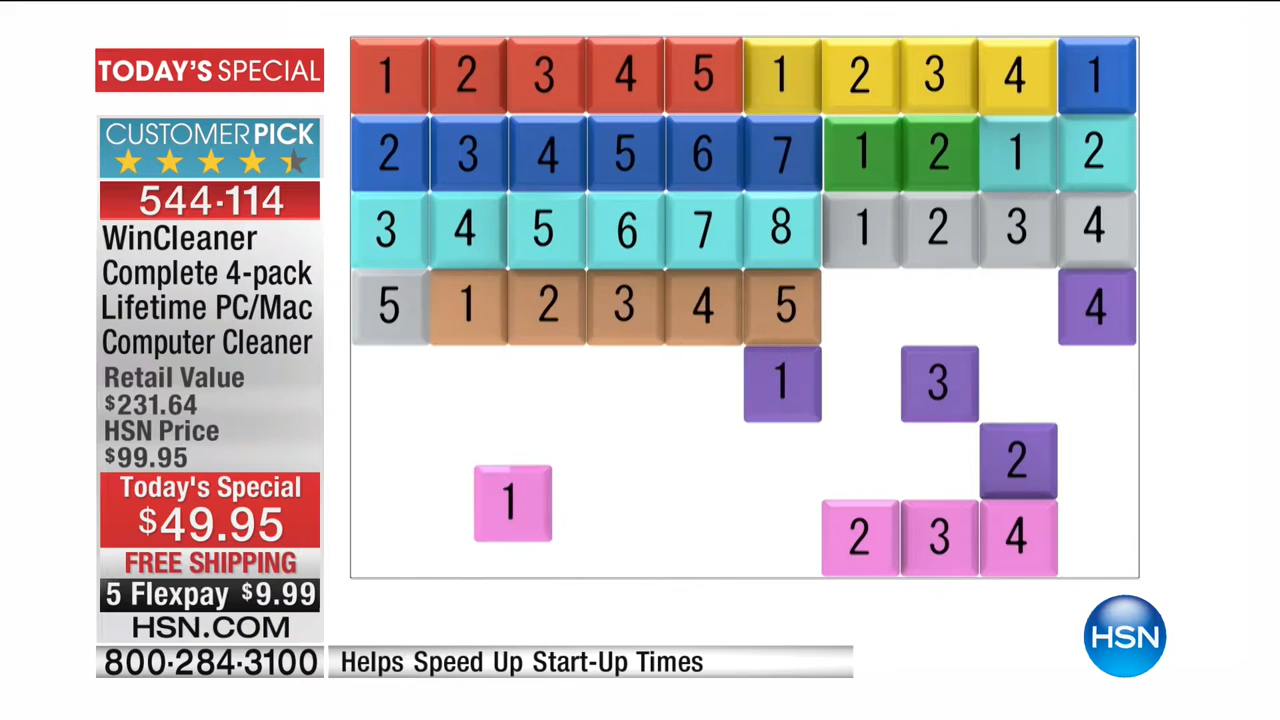 TODAY'S SPECIAL
CUSTOMER PICK
544-114
WinCleaner
Complete 4-pack
Lifetime PC/Mac
Computer Cleaner
Retail Value
$231.64
HSN Price
$99.95
Today's Special
$49.95
FREE SHIPPING
5 Flexpay $9.99
HSN.COM
800-284-3100
1 2 3 4 5 1 2 3 4 1
2 3 4 5 6 7 1 2 1 2
3 4 5 6 7 8 1 2 3 4
5 1 2 3 4 5 4
1 3
2
1
2 3 4
HSN
Helps Speed Up Start-Up Times